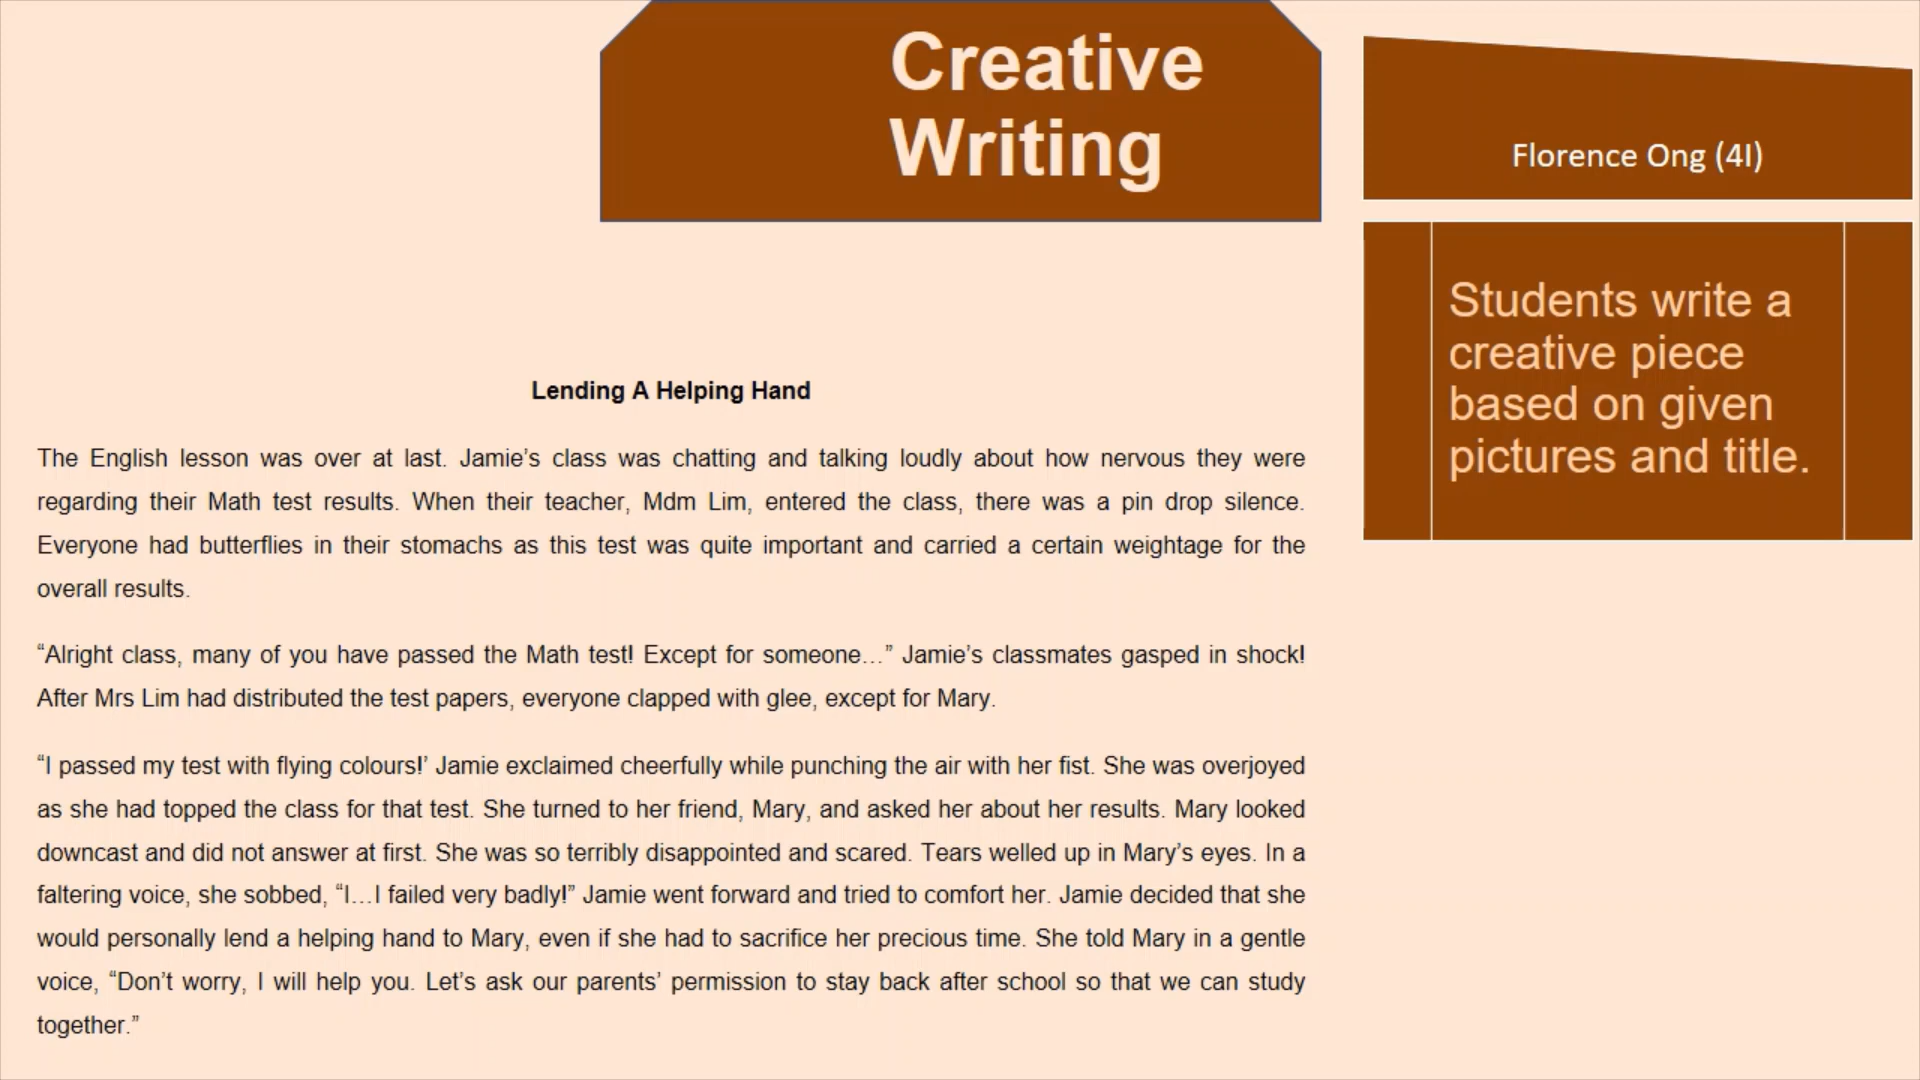 Creative
Writing
Florence Ong (4I)
Students write a
creative piece
based on given
pictures and title.
Lending A Helping Hand
The English lesson was over at last. Jamie’s class was chatting and talking loudly about how nervous they were
regarding their Math test results. When their teacher, Mdm Lim, entered the class, there was a pin drop silence.
Everyone had butterflies in their stomachs as this test was quite important and carried a certain weightage for the
overall results.
“Alright class, many of you have passed the Math test! Except for someone…” Jamie’s classmates gasped in shock!
After Mrs Lim had distributed the test papers, everyone clapped with glee, except for Mary.
“I passed my test with flying colours!’ Jamie exclaimed cheerfully while punching the air with her fist. She was overjoyed
as she had topped the class for that test. She turned to her friend, Mary, and asked her about her results. Mary looked
downcast and did not answer at first. She was so terribly disappointed and scared. Tears welled up in Mary’s eyes. In a
faltering voice, she sobbed, “I…I failed very badly!” Jamie went forward and tried to comfort her. Jamie decided that she
would personally lend a helping hand to Mary, even if she had to sacrifice her precious time. She told Mary in a gentle
voice, “Don’t worry, I will help you. Let’s ask our parents’ permission to stay back after school so that we can study
together.”